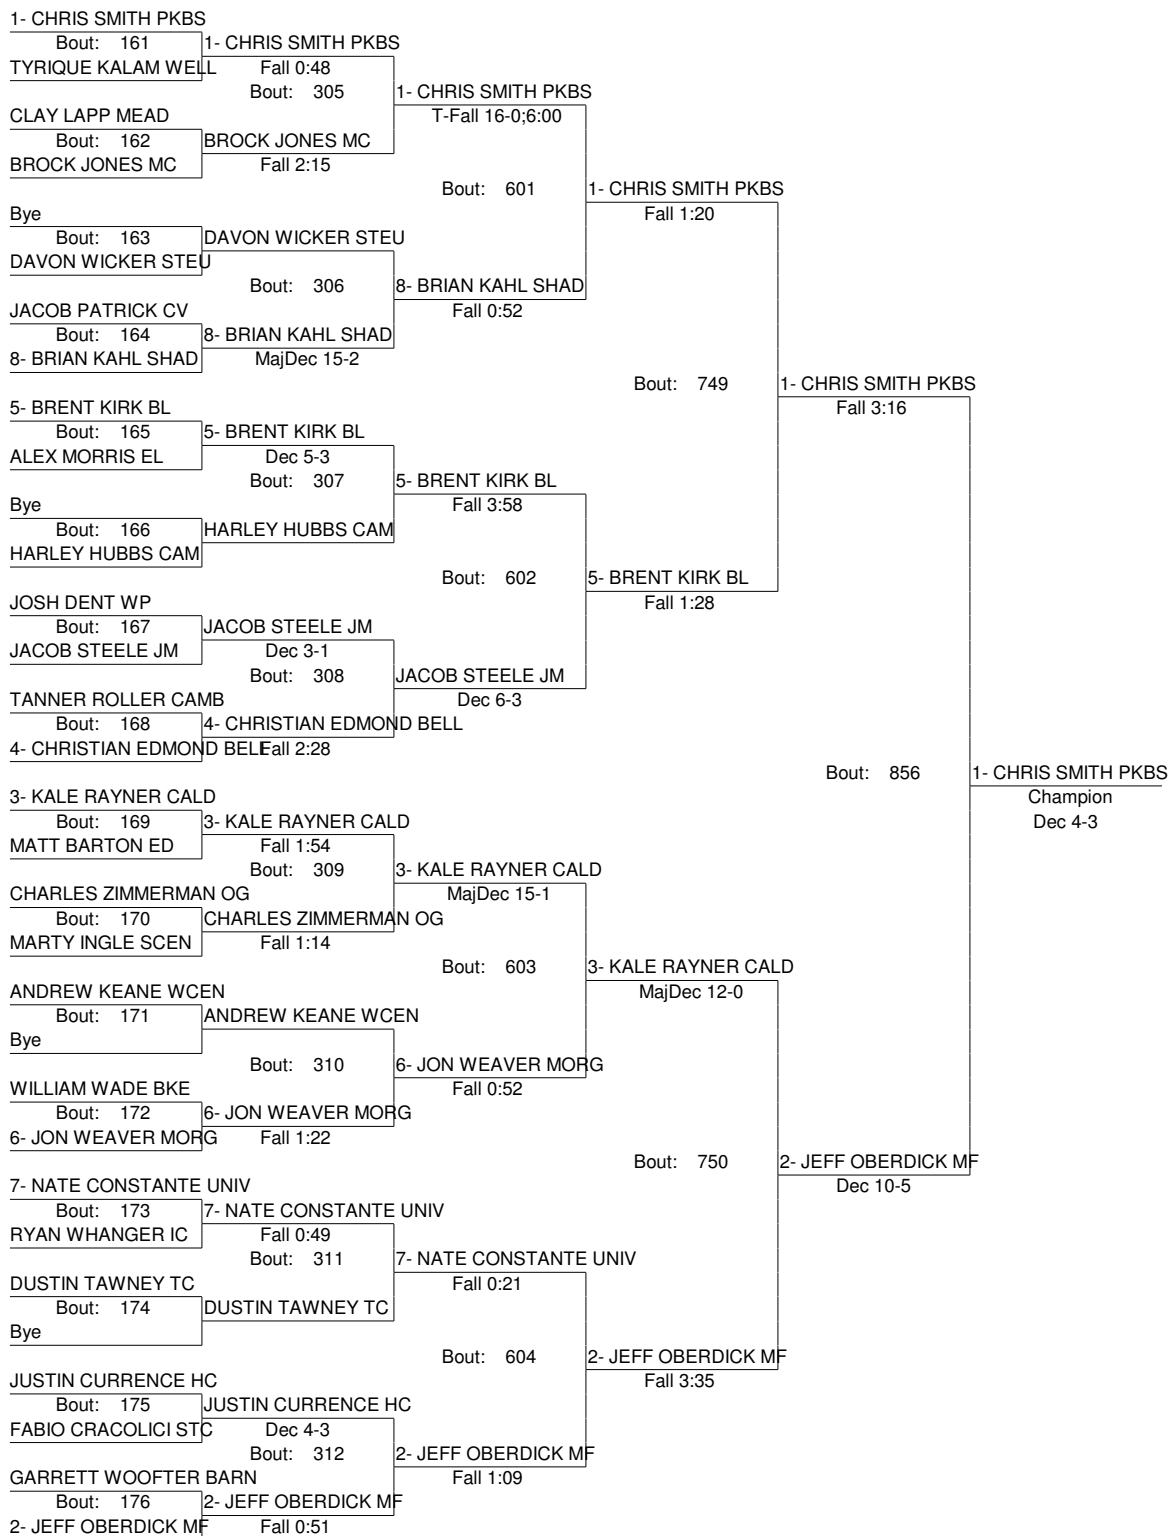 1- CHRIS SMITH PKBS
Bout: 161
1- CHRIS SMITH PKBS
TYRIQUE KALAM WELL
Fall 0:48
Bout: 305
1- CHRIS SMITH PKBS
CLAY LAPP MEAD
T-Fall 16-0;6:00
Bout: 162
BROCK JONES MC
BROCK JONES MC
Fall 2:15
Bout: 601
1- CHRIS SMITH PKBS
Bye
Fall 1:20
Bout: 163
DAVON WICKER STEU
DAVON WICKER STEU
Bout: 306
8- BRIAN KAHL SHAD
JACOB PATRICK CV
Fall 0:52
Bout: 164
8- BRIAN KAHL SHAD
8- BRIAN KAHL SHAD
MajDec 15-2
Bout: 749
1- CHRIS SMITH PKBS
5- BRENT KIRK BL
Fall 3:16
Bout: 165
5- BRENT KIRK BL
ALEX MORRIS EL
Dec 5-3
Bout: 307
5- BRENT KIRK BL
Bye
Fall 3:58
Bout: 166
HARLEY HUBBS CAM
HARLEY HUBBS CAM
Bout: 602
5- BRENT KIRK BL
JOSH DENT WP
Fall 1:28
Bout: 167
JACOB STEELE JM
JACOB STEELE JM
Dec 3-1
Bout: 308
JACOB STEELE JM
TANNER ROLLER CAMB
Dec 6-3
Bout: 168
4- CHRISTIAN EDMOND BELL
4- CHRISTIAN EDMOND BELL
Fall 2:28
Bout: 856
1- CHRIS SMITH PKBS
3- KALE RAYNER CALD
Champion
Bout: 169
3- KALE RAYNER CALD
Dec 4-3
MATT BARTON ED
Fall 1:54
Bout: 309
3- KALE RAYNER CALD
CHARLES ZIMMERMAN OG
MajDec 15-1
Bout: 170
CHARLES ZIMMERMAN OG
MARTY INGLE SCEN
Fall 1:14
Bout: 603
3- KALE RAYNER CALD
ANDREW KEANE WCEN
MajDec 12-0
Bout: 171
ANDREW KEANE WCEN
Bye
Bout: 310
6- JON WEAVER MORG
WILLIAM WADE BKE
Fall 0:52
Bout: 172
6- JON WEAVER MORG
6- JON WEAVER MORG
Fall 1:22
Bout: 750
2- JEFF OBERDICK MF
7- NATE CONSTANTE UNIV
Dec 10-5
Bout: 173
7- NATE CONSTANTE UNIV
RYAN WHANGER IC
Fall 0:49
Bout: 311
7- NATE CONSTANTE UNIV
DUSTIN TAWNEY TC
Fall 0:21
Bout: 174
DUSTIN TAWNEY TC
Bye
Bout: 604
2- JEFF OBERDICK MF
JUSTIN CURRENCE HC
Fall 3:35
Bout: 175
JUSTIN CURRENCE HC
FABIO CRACOLICI STC
Dec 4-3
Bout: 312
2- JEFF OBERDICK MF
GARRETT WOOFTER BARN
Fall 1:09
Bout: 176
2- JEFF OBERDICK MF
2- JEFF OBERDICK MF
Fall 0:51